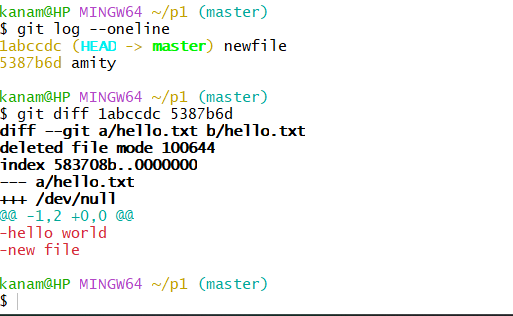 kanam@HP MINGW64 ~/p1 (master)
$ git log --oneline
1abccdc (HEAD -> master) newfile
5387b6d amity
kanam@HP MINGW64 ~/p1 (master)
$ git diff 1abccdc 5387b6d
diff --git a/hello.txt b/hello.txt
deleted file mode 100644
index 583708b..0000000
--- a/hello.txt
+++ /dev/null
@@ -1,2 +0,0 @@
-hello world
-new file
kanam@HP MINGW64 ~/p1 (master)
$